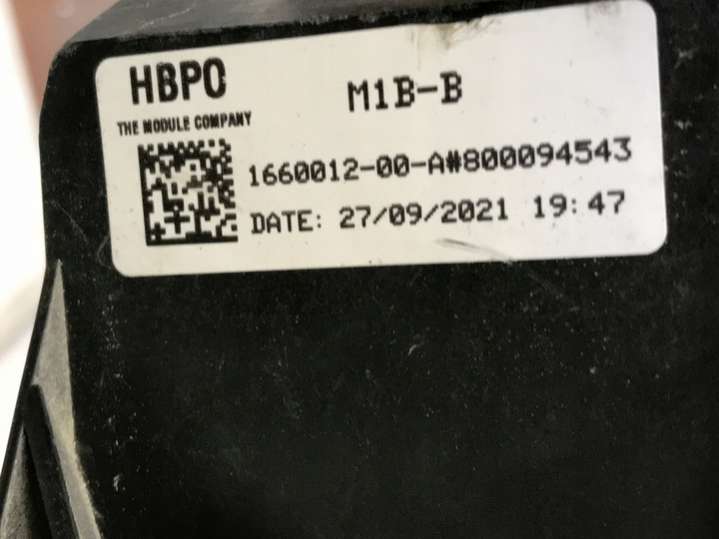 HBPO
THE MODULE COMPANY
M1B-B
1660012-00-A#800094543
DATE: 27/09/2021 19:47